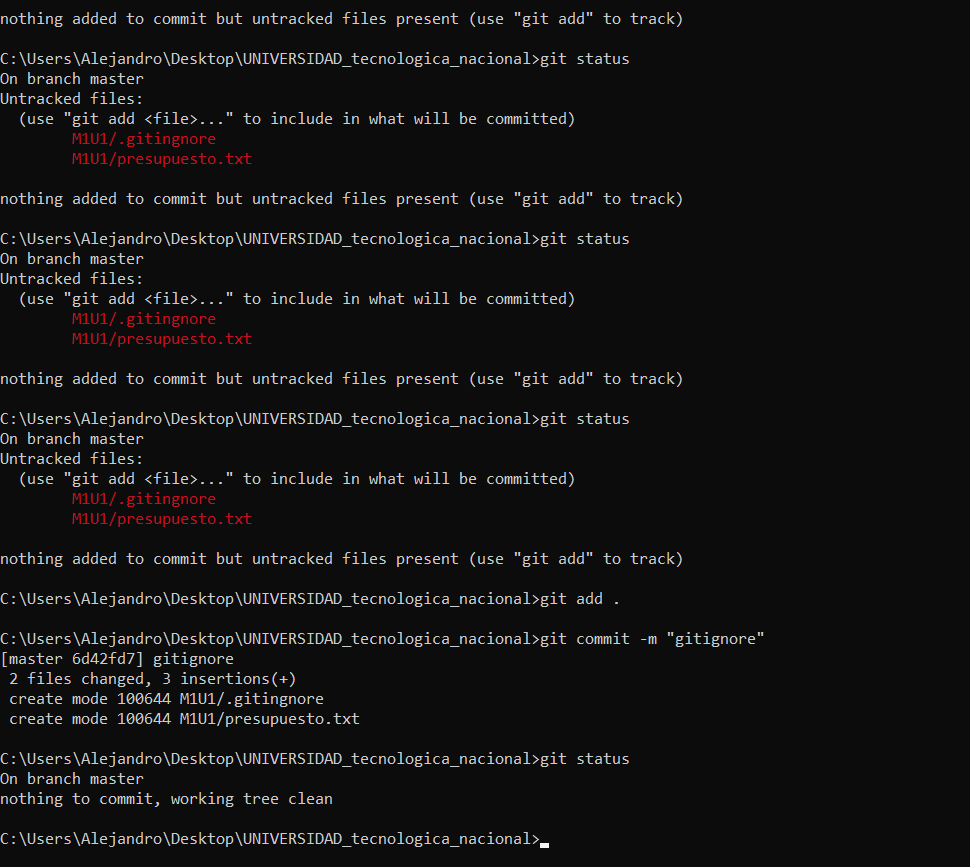 nothing added to commit but untracked files present (use "git add" to track)
C:\Users\Alejandro\Desktop\UNIVERSIDAD_tecnologica_nacional>git status
On branch master
Untracked files:
  (use "git add <file>..." to include in what will be committed)
        M1U1/.gitingnore
        M1U1/presupuesto.txt
nothing added to commit but untracked files present (use "git add" to track)
C:\Users\Alejandro\Desktop\UNIVERSIDAD_tecnologica_nacional>git status
On branch master
Untracked files:
  (use "git add <file>..." to include in what will be committed)
        M1U1/.gitingnore
        M1U1/presupuesto.txt
nothing added to commit but untracked files present (use "git add" to track)
C:\Users\Alejandro\Desktop\UNIVERSIDAD_tecnologica_nacional>git status
On branch master
Untracked files:
  (use "git add <file>..." to include in what will be committed)
        M1U1/.gitingnore
        M1U1/presupuesto.txt
nothing added to commit but untracked files present (use "git add" to track)
C:\Users\Alejandro\Desktop\UNIVERSIDAD_tecnologica_nacional>git add .
C:\Users\Alejandro\Desktop\UNIVERSIDAD_tecnologica_nacional>git commit -m "gitignore"
[master 6d42fd7] gitignore
 2 files changed, 3 insertions(+)
 create mode 100644 M1U1/.gitingnore
 create mode 100644 M1U1/presupuesto.txt
C:\Users\Alejandro\Desktop\UNIVERSIDAD_tecnologica_nacional>git status
On branch master
nothing to commit, working tree clean
C:\Users\Alejandro\Desktop\UNIVERSIDAD_tecnologica_nacional>